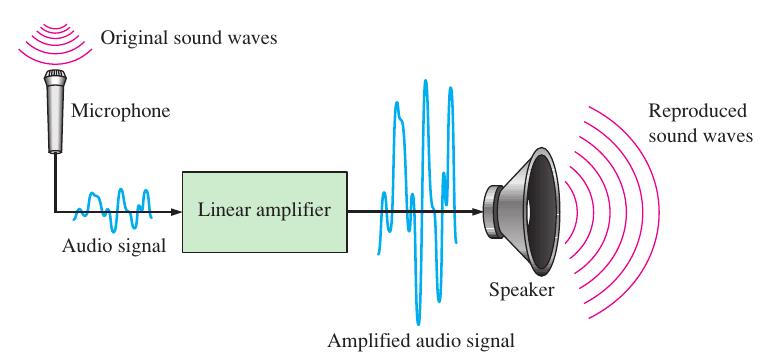 Original sound waves
Microphone
Reproduced
sound waves
Linear amplifier
Audio signal
Speaker
Amplified audio signal